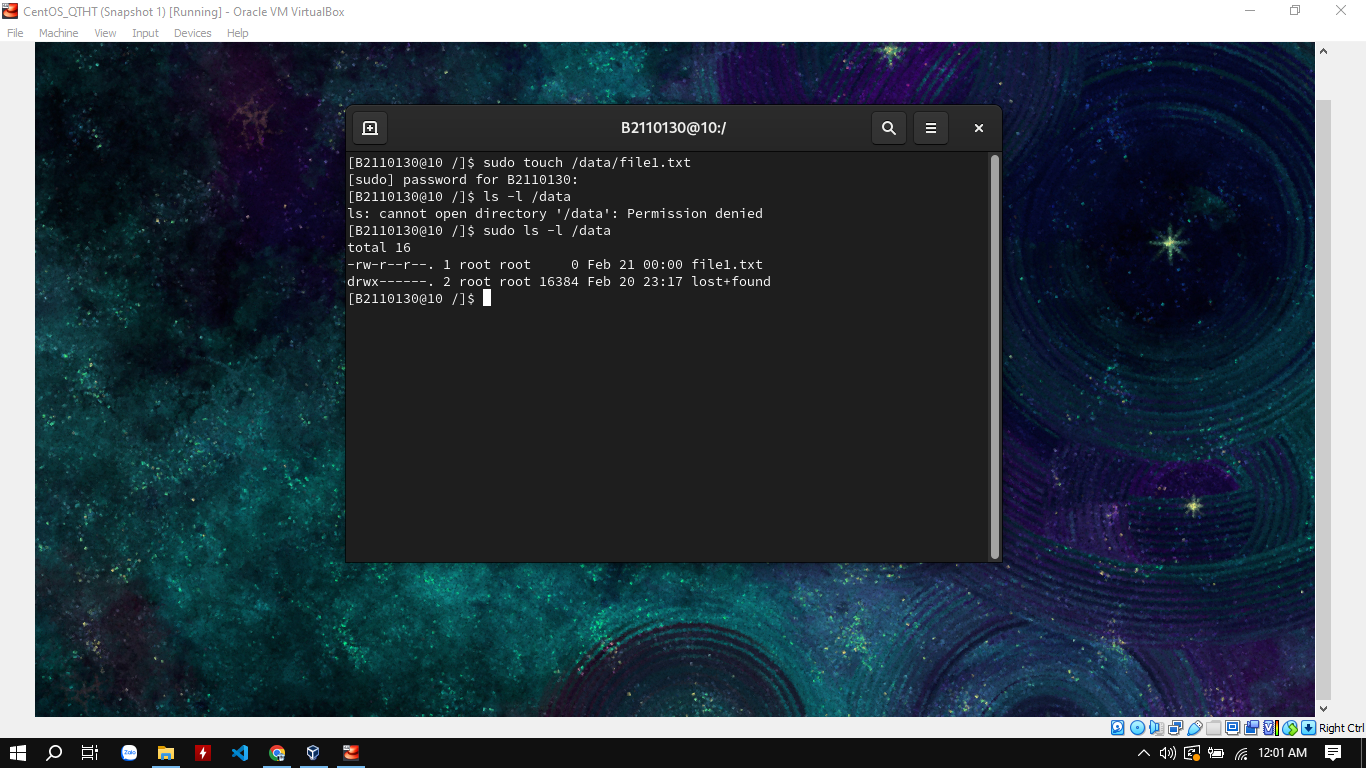 CentOS_QTHT (Snapshot 1) [Running] - Oracle VM VirtualBox
File Machine View Input Devices Help
B2110130@10:/
[B2110130@10 /]$ sudo touch /data/file1.txt
[sudo] password for B2110130:
[B2110130@10 /]$ ls -l /data
ls: cannot open directory '/data': Permission denied
[B2110130@10 /]$ sudo ls -l /data
total 16
-rw-r--r--. 1 root root     0 Feb 21 00:00 file1.txt
drwx------. 2 root root 16384 Feb 20 23:17 lost+found
[B2110130@10 /]$
Right Ctrl
Zalo
12:01 AM